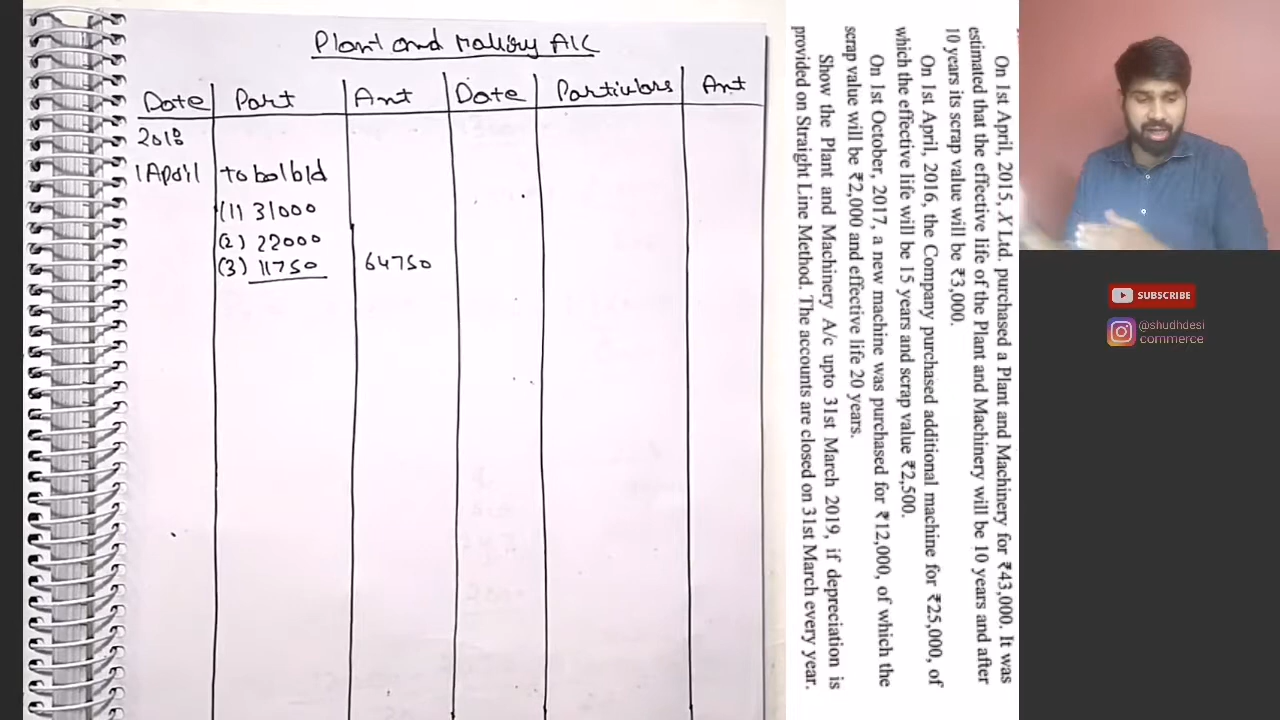 Plant and Mackiry A/C
Date Part Amt Date Particulars Amt
2018
1 April to bal b/d
(1) 31000
(2) 22000
(3) 11750 64750
On 1st April, 2015, X Ltd. purchased a Plant and Machinery for ₹43,000. It was
estimated that the effective life of the Plant and Machinery will be 10 years and after
10 years its scrap value will be ₹3,000.
On 1st April, 2016, the Company purchased additional machine for ₹25,000, of
which the effective life will be 15 years and scrap value ₹2,500.
On 1st October, 2017, a new machine was purchased for ₹12,000, of which the
scrap value will be ₹2,000 and effective life 20 years.
Show the Plant and Machinery A/c upto 31st March 2019, if depreciation is
provided on Straight Line Method. The accounts are closed on 31st March every year.
SUBSCRIBE
@shudhdesi
commerce